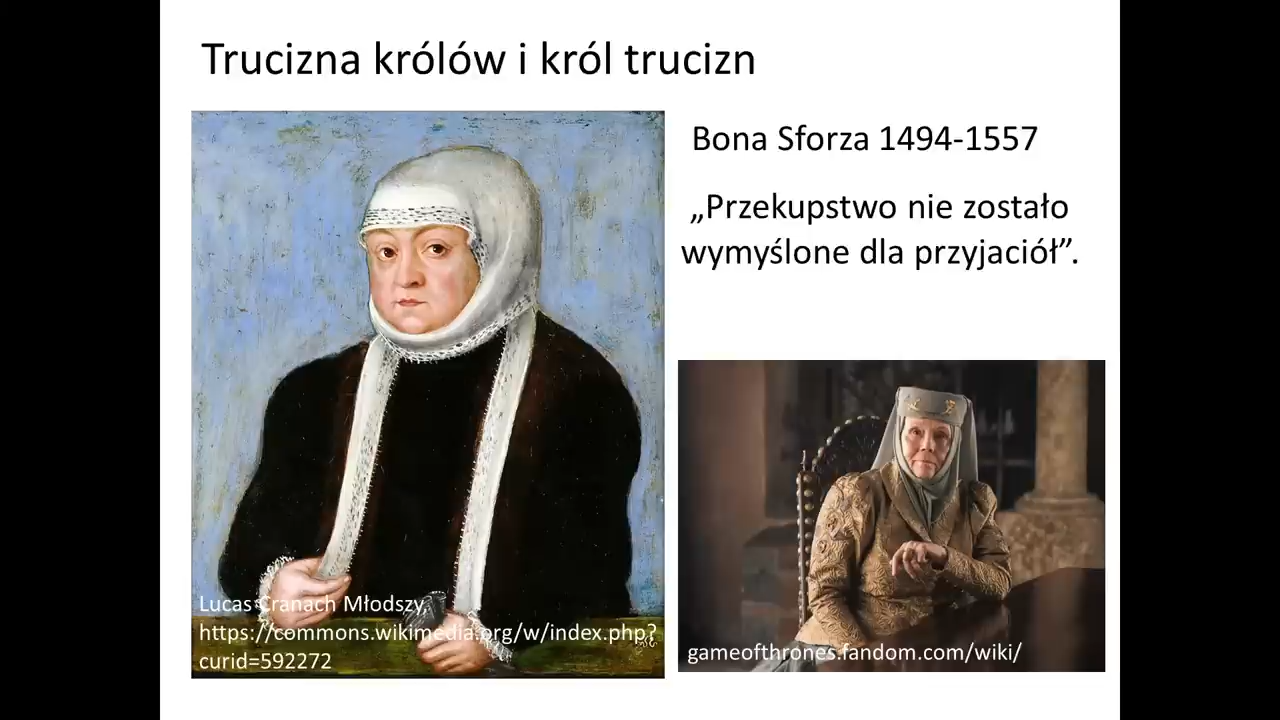 Trucizna królów i król trucizn
Bona Sforza 1494-1557
„Przekupstwo nie zostało
wymyślone dla przyjaciół”.
Lucas Cranach Młodszy,
https://commons.wikimedia.org/w/index.php?
curid=592272
gameofthrones.fandom.com/wiki/